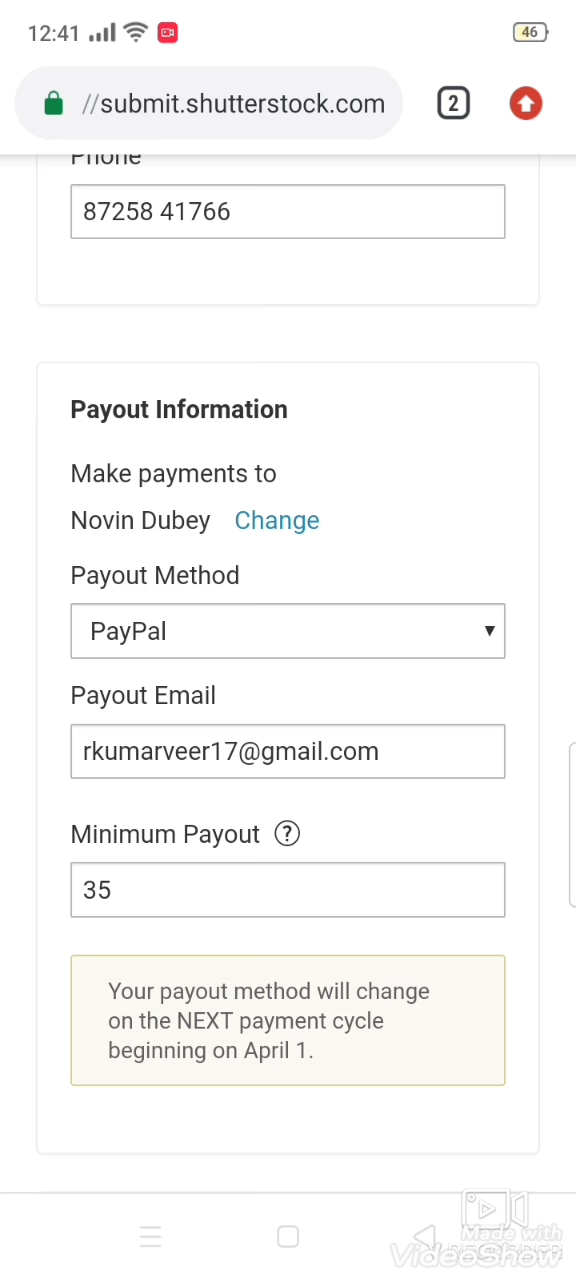 12:41
46
//submit.shutterstock.com
2
Phone
87258 41766
Payout Information
Make payments to
Novin Dubey Change
Payout Method
PayPal
Payout Email
rkumarveer17@gmail.com
Minimum Payout ?
35
Your payout method will change
on the NEXT payment cycle
beginning on April 1.
Made with
VideoShow